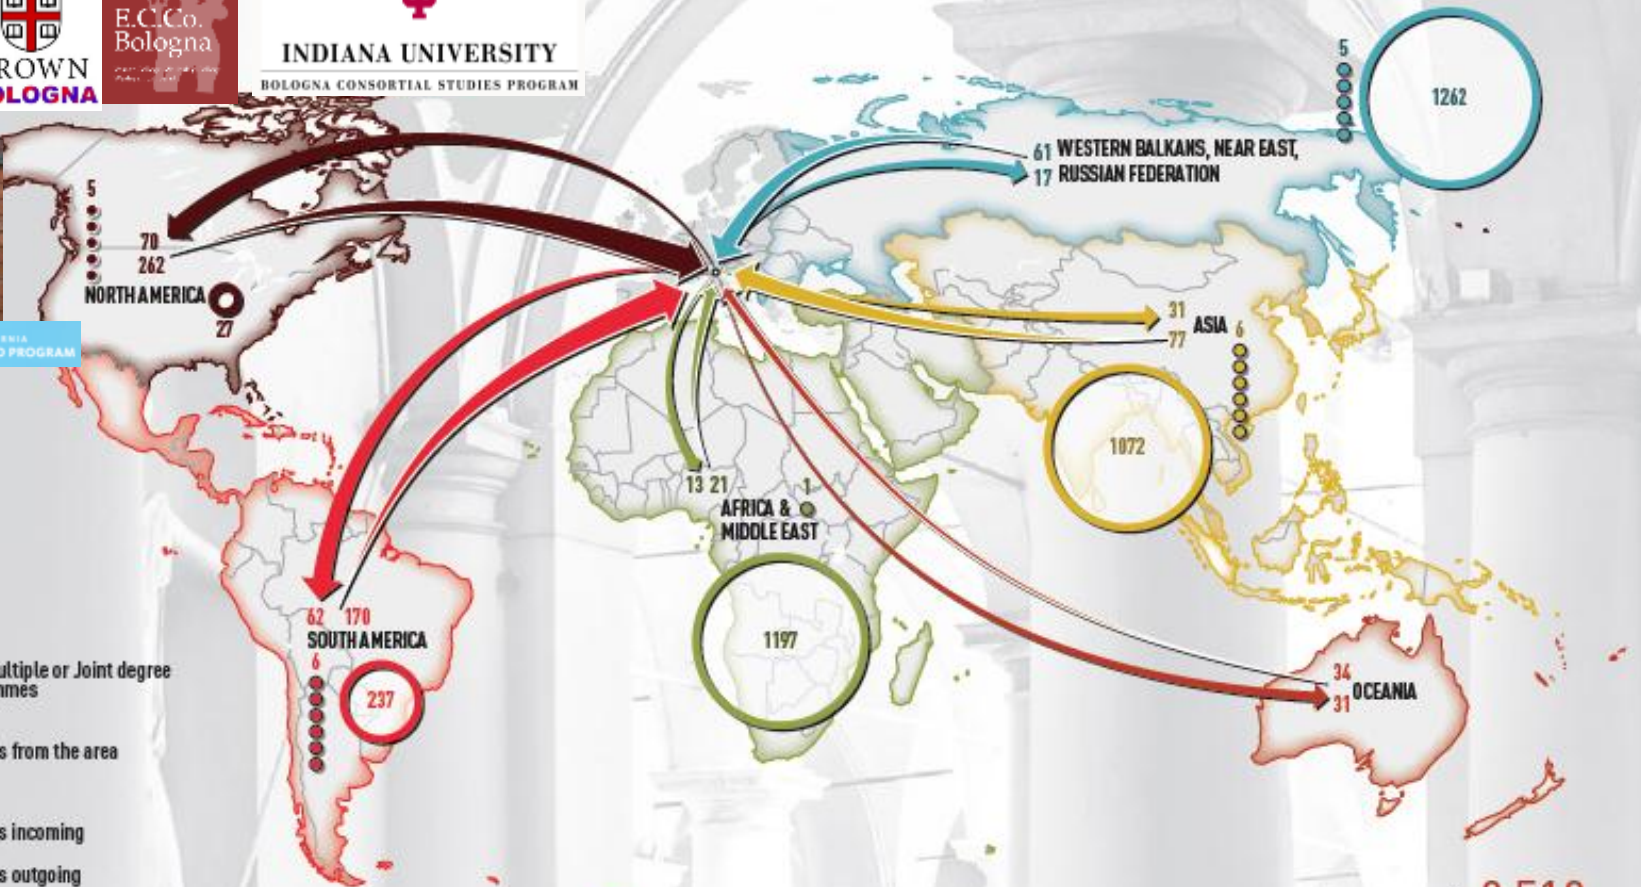 ROWN
OLOGNA
E.C.Co.
Bologna
INDIANA UNIVERSITY
BOLOGNA CONSORTIAL STUDIES PROGRAM
RNIA
D PROGRAM
5
70
262
NORTH AMERICA
27
5
1262
61 WESTERN BALKANS, NEAR EAST,
17 RUSSIAN FEDERATION
31
ASIA 6
77
1072
13 21
1
AFRICA &
MIDDLE EAST
1197
62 170
SOUTH AMERICA
6
237
34
OCEANIA
31
ultiple or Joint degree
mmes
s from the area
s incoming
s outgoing